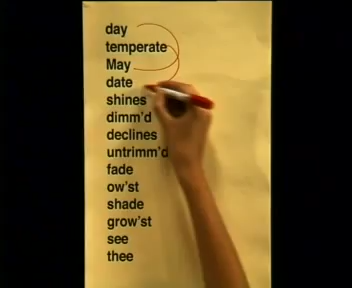 day
temperate
May
date
shines
dimm'd
declines
untrimm'd
fade
ow'st
shade
grow'st
see
thee